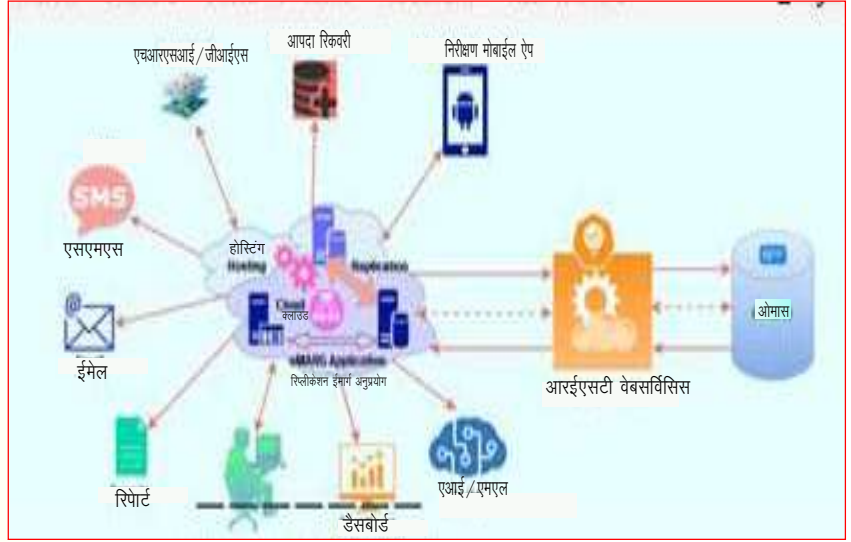 आपदा रिकवरी
एचआरएसआई/जीआईएस
निरीक्षण मोबाईल ऐप
SMS
एसएमएस
होस्टिंग
Hosting
Replication
Cloud
क्लाउड
eMARG Application
रिप्लीकेशन ईमार्ग अनुप्रयोग
@
ईमेल
ओमास
आरईएसटी वेबसर्विसिस
रिपोर्ट
डैसबोर्ड
एआई/एमएल